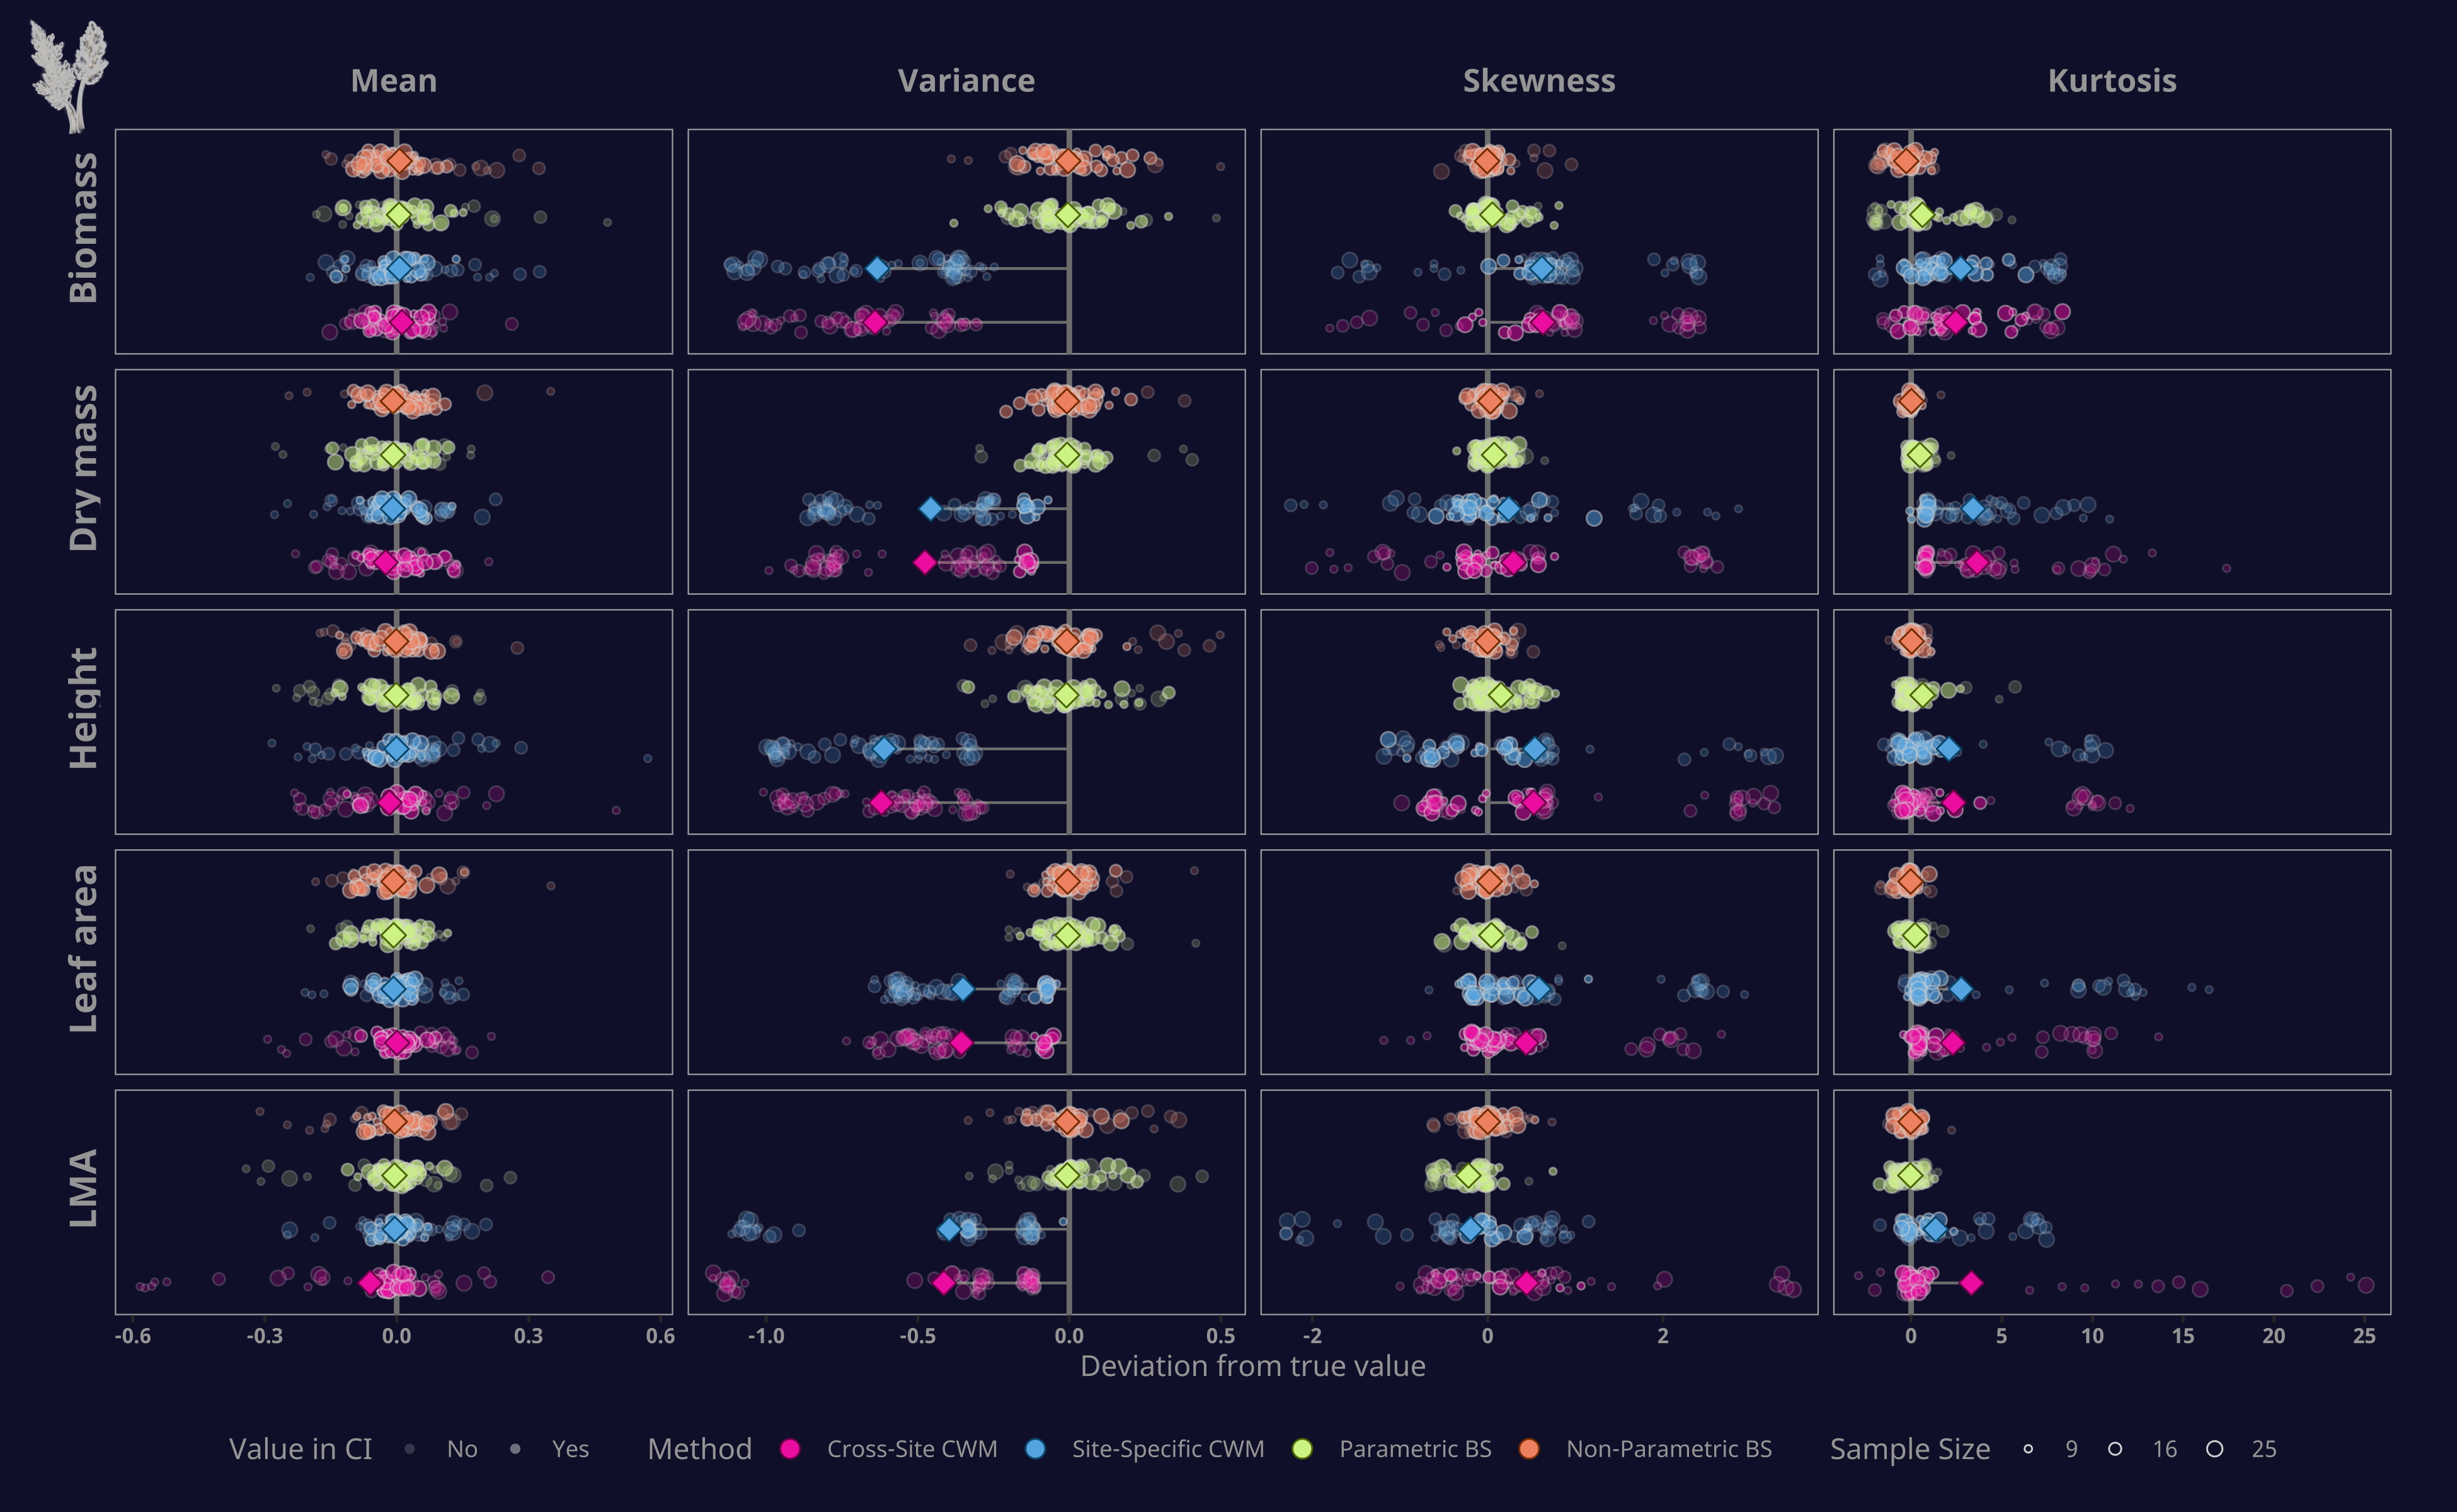 Mean Variance Skewness Kurtosis
Biomass
Dry mass
Height
Leaf area
LMA
-0.6 -0.3 0.0 0.3 0.6 -1.0 -0.5 0.0 0.5 -2 0 2 0 5 10 15 20 25
Deviation from true value
Value in CI No Yes Method Cross-Site CWM Site-Specific CWM Parametric BS Non-Parametric BS Sample Size 9 16 25